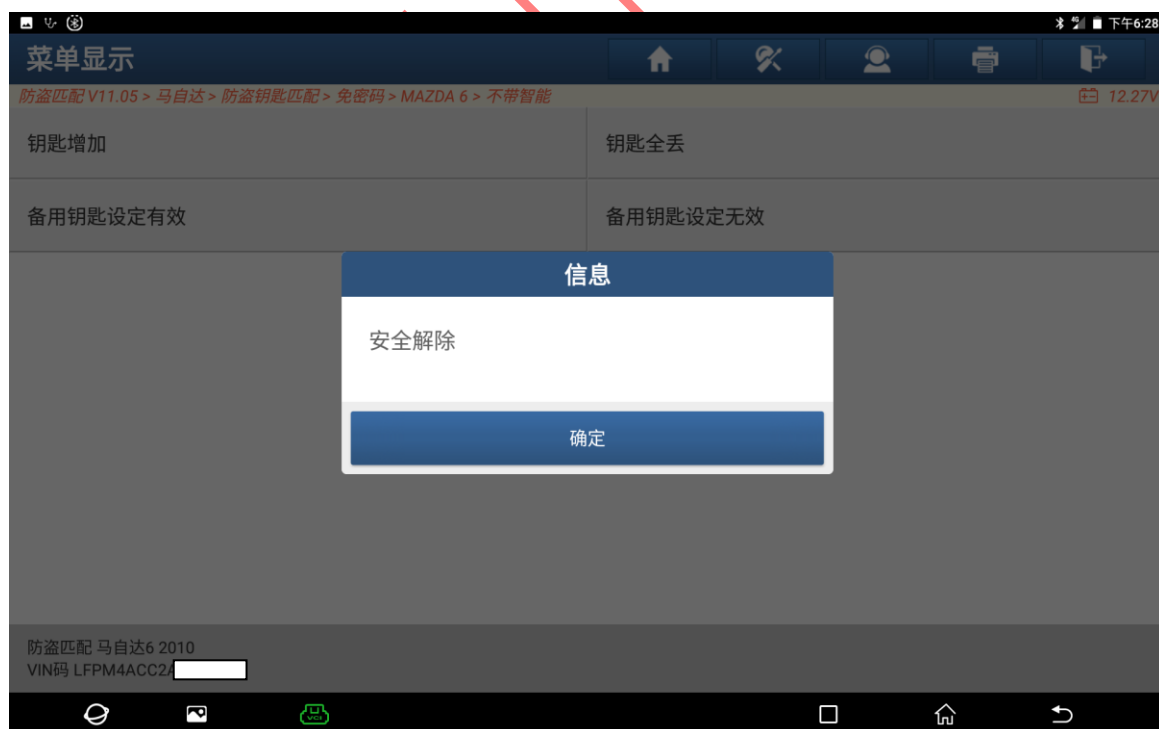 下午6:28
菜单显示
防盗匹配 V11.05 > 马自达 > 防盗钥匙匹配 > 免密码 > MAZDA 6 > 不带智能
12.27V
钥匙增加
钥匙全丢
备用钥匙设定有效
备用钥匙设定无效
信息
安全解除
确定
防盗匹配 马自达6 2010
VIN码 LFPM4ACC2A
VCI